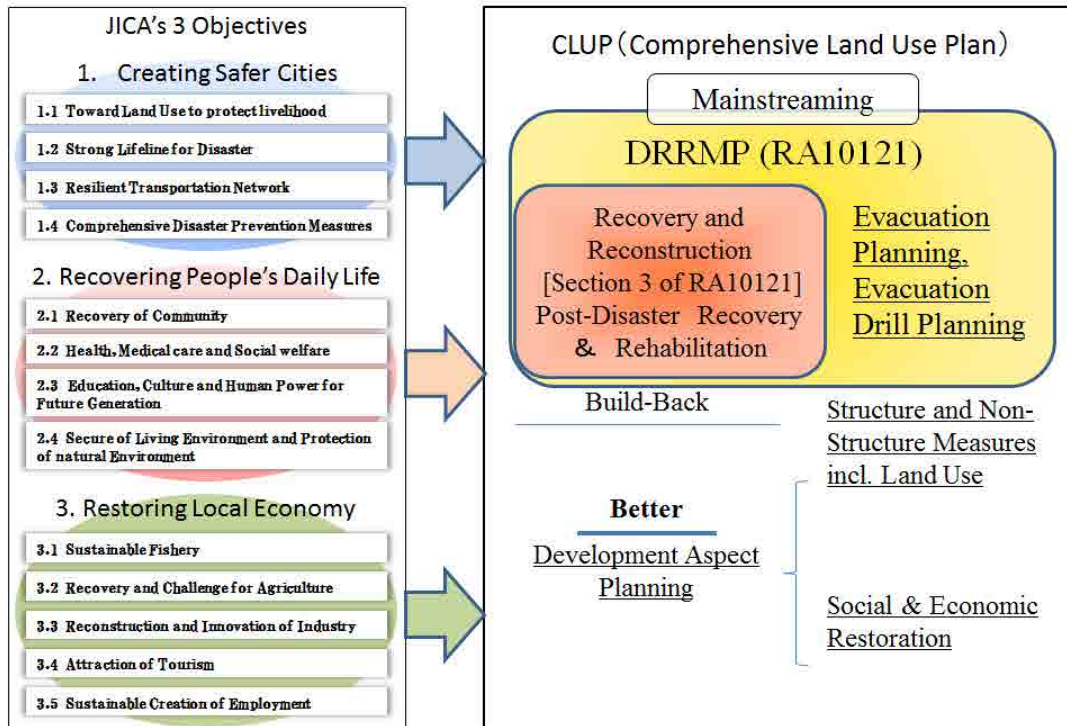 JICA's 3 Objectives
1. Creating Safer Cities
1.1 Toward Land Use to protect livelihood
1.2 Strong Lifeline for Disaster
1.3 Resilient Transportation Network
1.4 Comprehensive Disaster Prevention Measures
2. Recovering People's Daily Life
2.1 Recovery of Community
2.2 Health, Medical care and Social welfare
2.3 Education, Culture and Human Power for
Future Generation
2.4 Secure of Living Environment and Protection
of natural Environment
3. Restoring Local Economy
3.1 Sustainable Fishery
3.2 Recovery and Challenge for Agriculture
3.3 Reconstruction and Innovation of Industry
3.4 Attraction of Tourism
3.5 Sustainable Creation of Employment
CLUP (Comprehensive Land Use Plan)
Mainstreaming
DRRMP (RA10121)
Recovery and
Reconstruction
[Section 3 of RA10121]
Post-Disaster Recovery
& Rehabilitation
Evacuation
Planning,
Evacuation
Drill Planning
Build-Back
Better
Development Aspect
Planning
Structure and Non-
Structure Measures
incl. Land Use
Social & Economic
Restoration